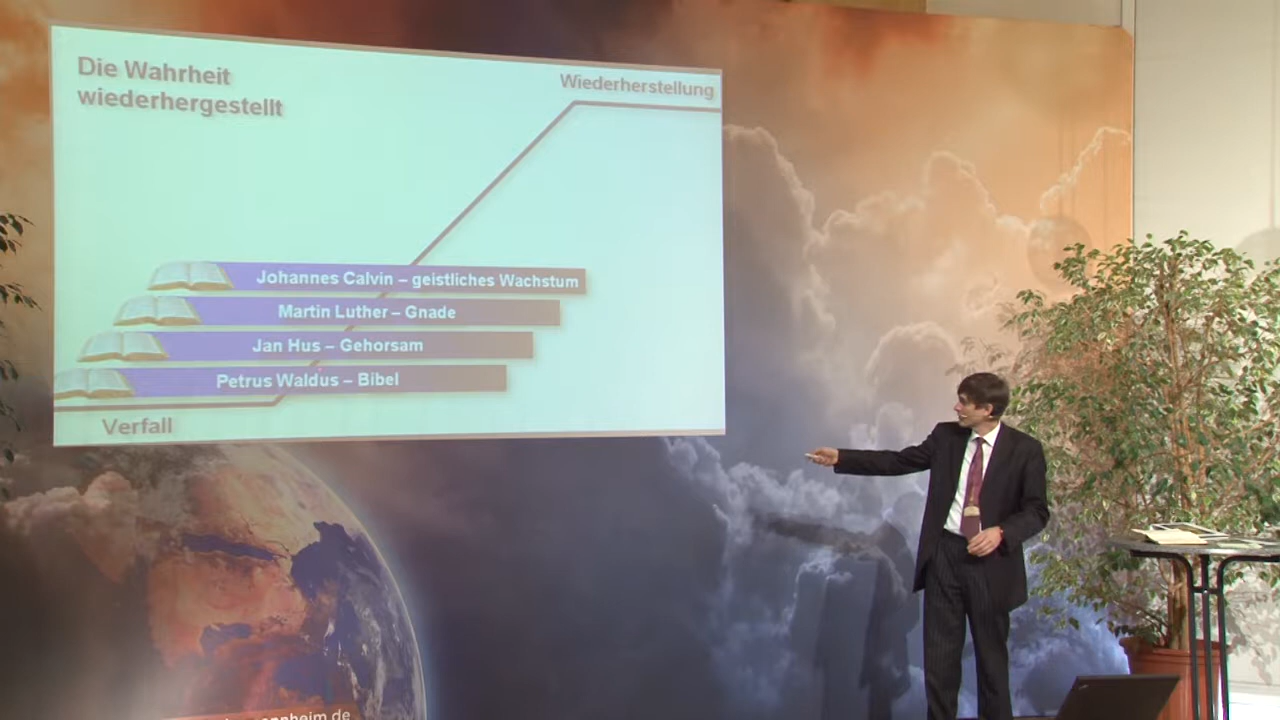 Die Wahrheit
wiederhergestellt
Wiederherstellung
Johannes Calvin – geistliches Wachstum
Martin Luther – Gnade
Jan Hus – Gehorsam
Petrus Waldus – Bibel
Verfall